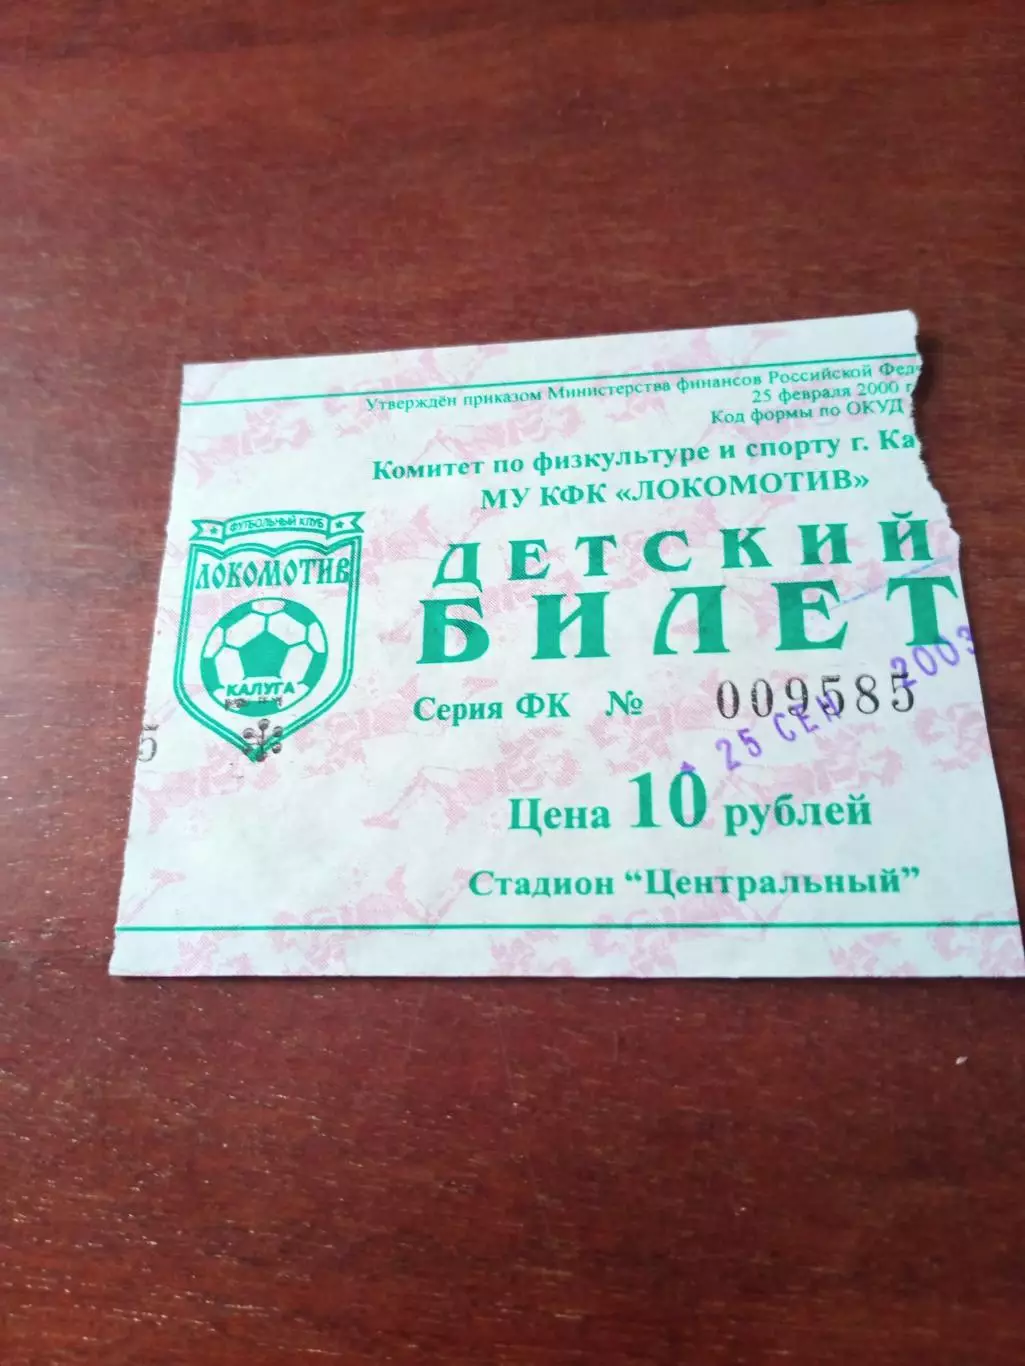 Утверждён приказом Министерства финансов Российской Феде
25 февраля 2000 г
Код формы по ОКУД
Комитет по физкультуре и спорту г. Ка
МУ КФК «ЛОКОМОТИВ»
ФУТБОЛЬНЫЙ КЛУБ
ЛОКОМОТИВ
КАЛУГА
ДЕТСКИЙ
БИЛЕТ
Серия ФК № 009585
25 СЕН 2003
5
Цена 10 рублей
Стадион "Центральный"